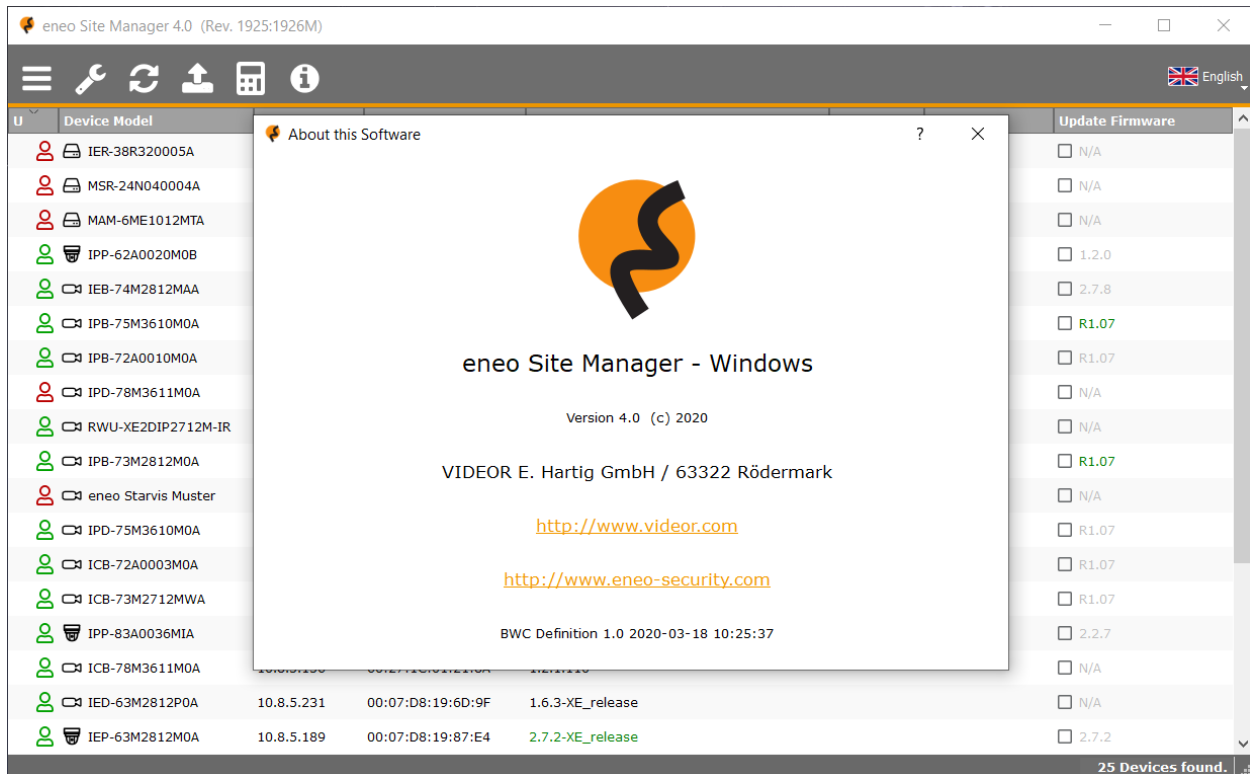 eneo Site Manager 4.0 (Rev. 1925:1926M)
English
U Device Model Update Firmware
About this Software ?
IER-38R320005A N/A
MSR-24N040004A N/A
MAM-6ME1012MTA N/A
IPP-62A0020M0B 1.2.0
IEB-74M2812MAA 2.7.8
IPB-75M3610M0A R1.07
IPB-72A0010M0A R1.07
eneo Site Manager - Windows
IPD-78M3611M0A N/A
Version 4.0 (c) 2020
RWU-XE2DIP2712M-IR N/A
IPB-73M2812M0A R1.07
VIDEOR E. Hartig GmbH / 63322 Rödermark
eneo Starvis Muster N/A
http://www.videor.com
IPD-75M3610M0A R1.07
ICB-72A0003M0A R1.07
http://www.eneo-security.com
ICB-73M2712MWA R1.07
IPP-83A0036MIA 2.2.7
BWC Definition 1.0 2020-03-18 10:25:37
ICB-78M3611M0A N/A
IED-63M2812P0A 10.8.5.231 00:07:D8:19:6D:9F 1.6.3-XE_release N/A
IEP-63M2812M0A 10.8.5.189 00:07:D8:19:87:E4 2.7.2-XE_release 2.7.2
25 Devices found.